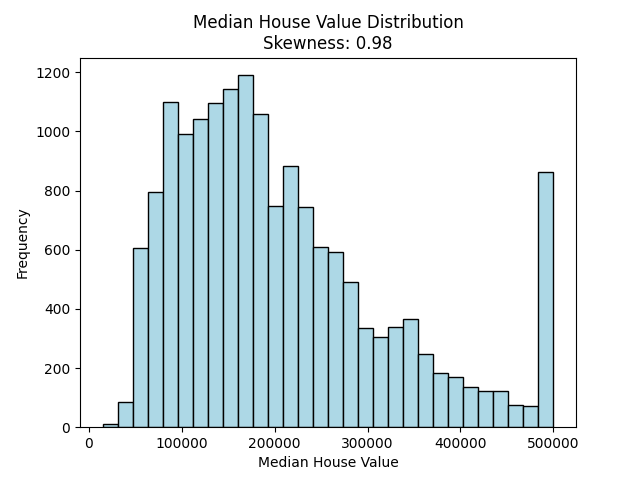 Median House Value Distribution
Skewness: 0.98
1200
1000
800
600
400
200
0
Frequency
0 100000 200000 300000 400000 500000
Median House Value